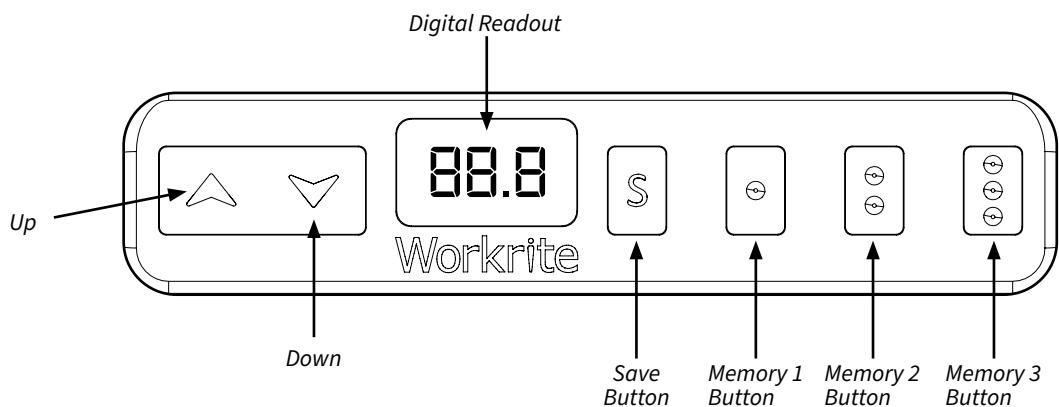 Digital Readout
88.8
S
Up
Workrite
Down
Save
Button
Memory 1
Button
Memory 2
Button
Memory 3
Button